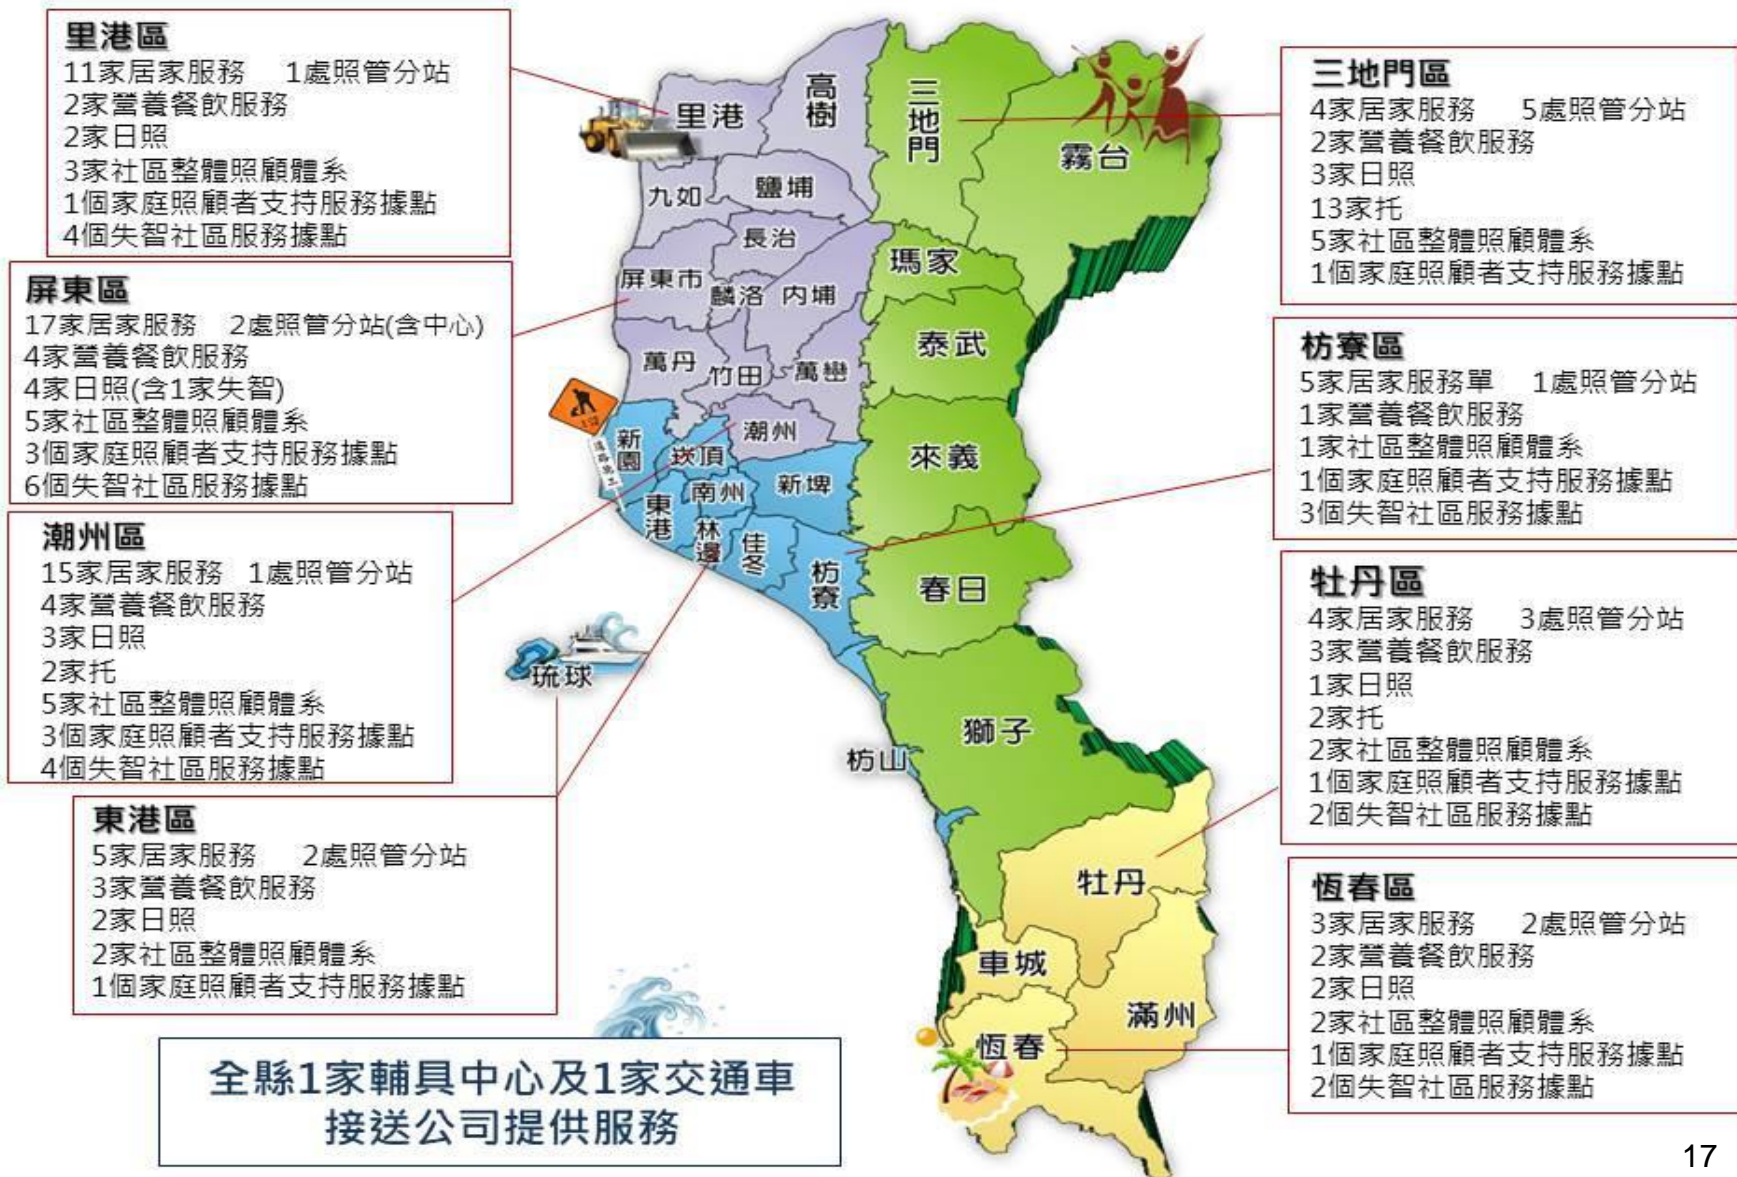 里港區
11家居家服務 1處照管分站
2家營養餐飲服務
2家日照
3家社區整體照顧體系
1個家庭照顧者支持服務據點
4個失智社區服務據點
屏東區
17家居家服務 2處照管分站(含中心)
4家營養餐飲服務
4家日照(含1家失智)
5家社區整體照顧體系
3個家庭照顧者支持服務據點
6個失智社區服務據點
潮州區
15家居家服務 1處照管分站
4家營養餐飲服務
3家日照
2家托
5家社區整體照顧體系
3個家庭照顧者支持服務據點
4個失智社區服務據點
東港區
5家居家服務 2處照管分站
3家營養餐飲服務
2家日照
2家社區整體照顧體系
1個家庭照顧者支持服務據點
全縣1家輔具中心及1家交通車
接送公司提供服務
里港
高樹
三地門
霧台
九如
鹽埔
長治
屏東市
麟洛
內埔
瑪家
萬丹
竹田
萬巒
泰武
潮州
新園
崁頂
南州
新埤
來義
東港
林邊
佳冬
枋寮
春日
琉球
獅子
枋山
牡丹
車城
滿州
恆春
三地門區
4家居家服務 5處照管分站
2家營養餐飲服務
3家日照
13家托
5家社區整體照顧體系
1個家庭照顧者支持服務據點
枋寮區
5家居家服務單 1處照管分站
1家營養餐飲服務
1家社區整體照顧體系
1個家庭照顧者支持服務據點
3個失智社區服務據點
牡丹區
4家居家服務 3處照管分站
3家營養餐飲服務
1家日照
2家托
2家社區整體照顧體系
1個家庭照顧者支持服務據點
2個失智社區服務據點
恆春區
3家居家服務 2處照管分站
2家營養餐飲服務
2家日照
2家社區整體照顧體系
1個家庭照顧者支持服務據點
2個失智社區服務據點
17